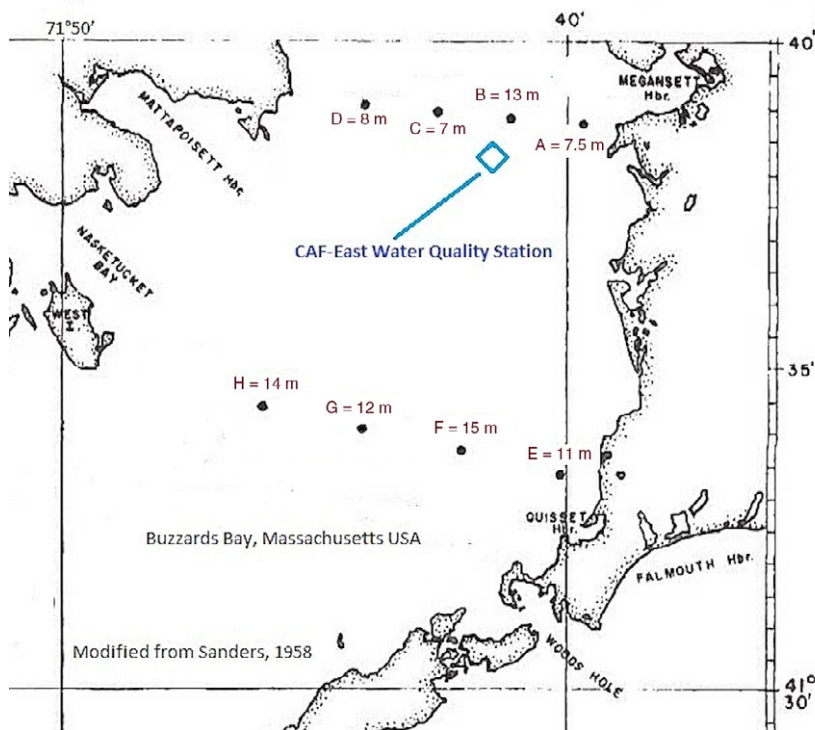 71°50'
40'
40'
MEGANSETT
Hbr.
B = 13 m
D = 8 m
C = 7 m
A = 7.5 m
MATTAPOISETT Hbr.
CAF-East Water Quality Station
NASKETUCKET
BAY
WEST
I.
35'
H = 14 m
G = 12 m
F = 15 m
E = 11 m
QUISSET
Hbr.
Buzzards Bay, Massachusetts USA
FALMOUTH Hbr.
Modified from Sanders, 1958
WOODS HOLE
41°
30'